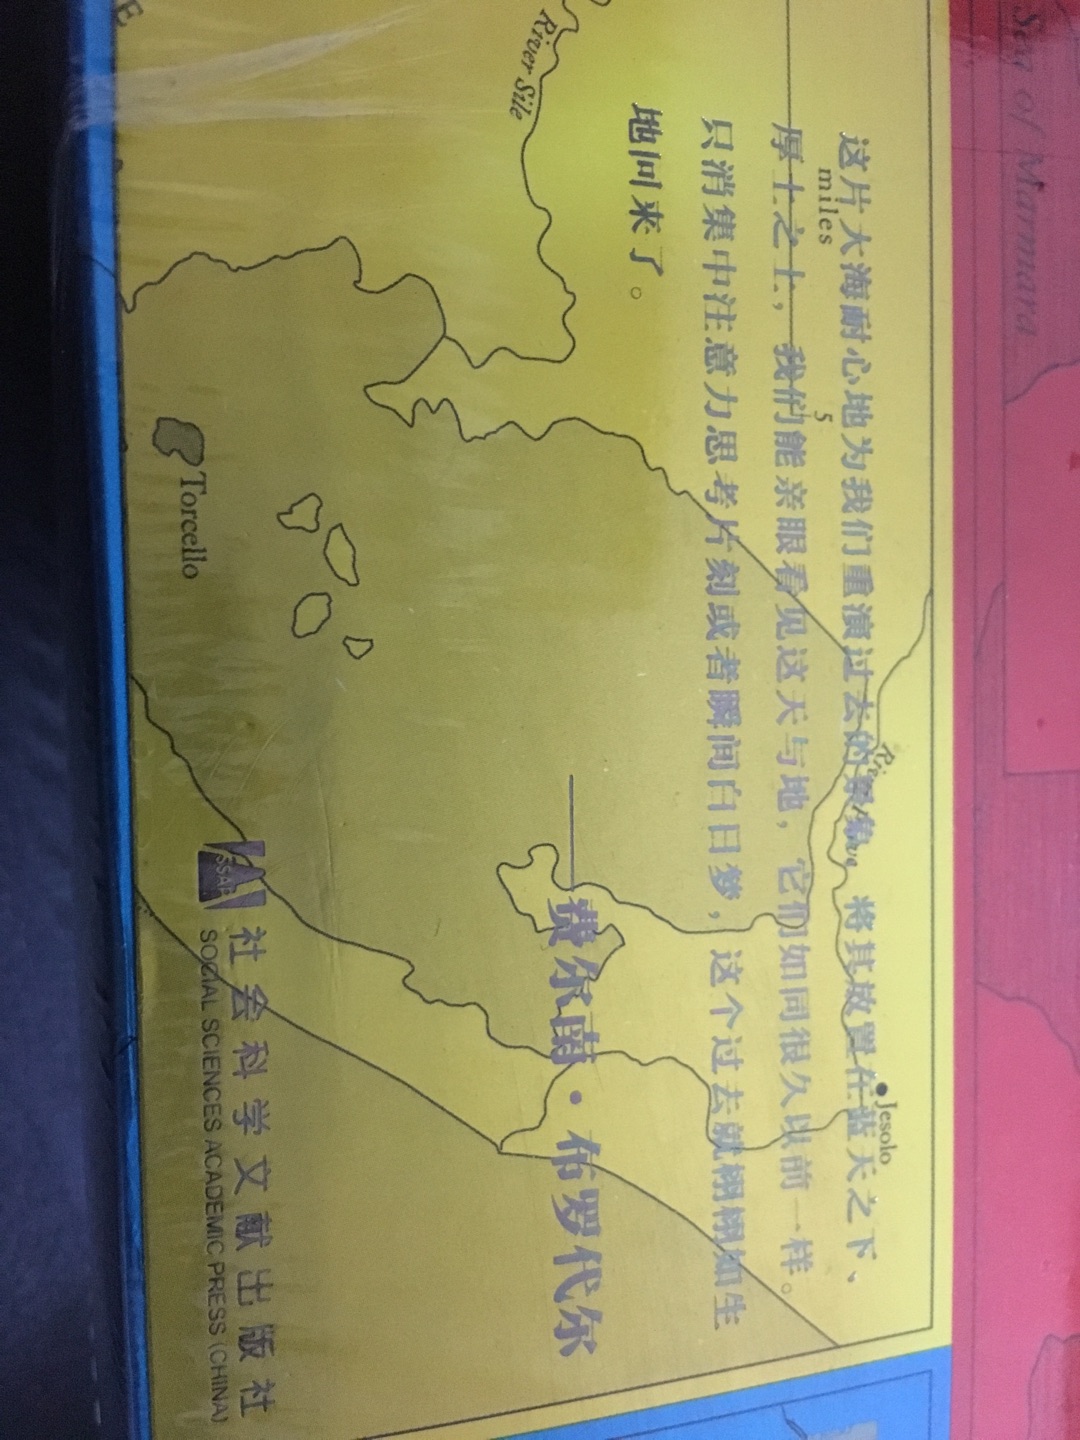 Sea of Marmara
这片大海耐心地为我们重演过去的景象，将其放置在蓝天之下、
厚土之上，我们能亲眼看见这天与地，它们如同很久以前一样。
只消集中注意力思考片刻或者瞬间白日梦，这个过去就栩栩如生
地回来了。
——费尔南·布罗代尔
miles
5
River Sile
Jesolo
Torcello
SSAP
社会科学文献出版社
SOCIAL SCIENCES ACADEMIC PRESS (CHINA)